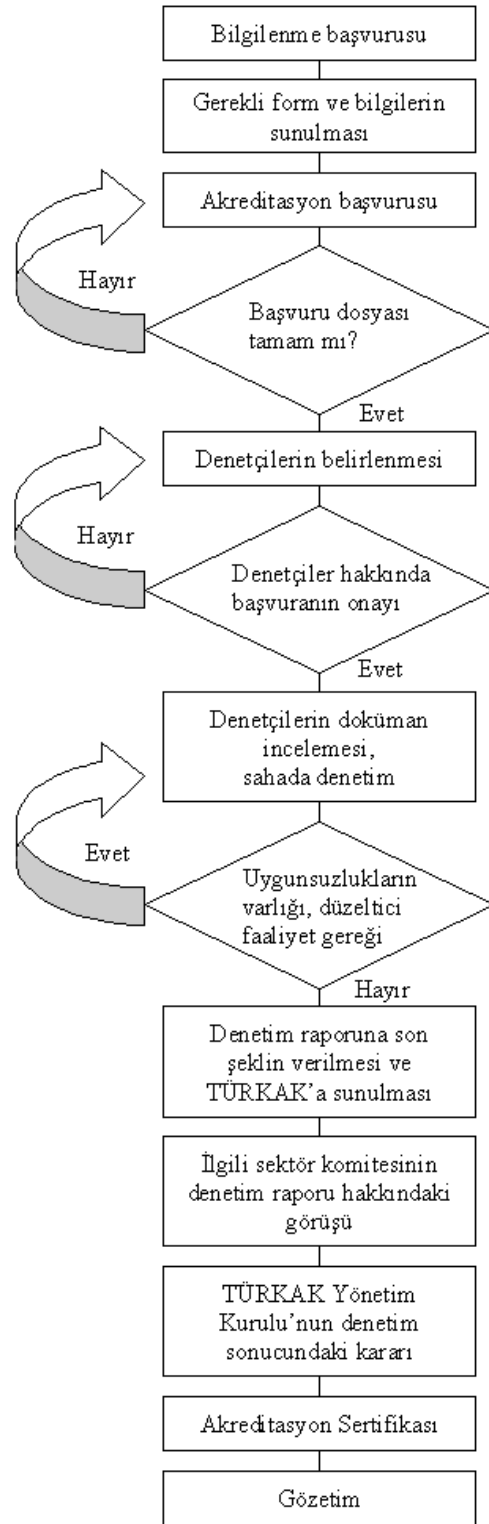 Bilgilenme başvurusu
Gerekli form ve bilgilerin
sunulması
Akreditasyon başvurusu
Hayır
Başvuru dosyası
tamam mı?
Evet
Denetçilerin belirlenmesi
Hayır
Denetçiler hakkında
başvuranın onayı
Evet
Denetçilerin doküman
incelemesi,
sahada denetim
Evet
Uygunsuzlukların
varlığı, düzeltici
faaliyet gereği
Hayır
Denetim raporuna son
şeklin verilmesi ve
TÜRKAK’a sunulması
İlgili sektör komitesinin
denetim raporu hakkındaki
görüşü
TÜRKAK Yönetim
Kurulu’nun denetim
sonucundaki kararı
Akreditasyon Sertifikası
Gözetim